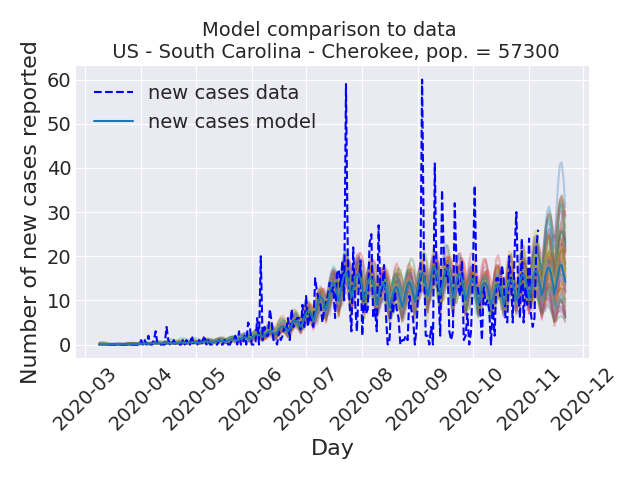 Model comparison to data
US - South Carolina - Cherokee, pop. = 57300
Number of new cases reported
60
50
40
30
20
10
0
new cases data
new cases model
2020-03
2020-04
2020-05
2020-06
2020-07
2020-08
2020-09
2020-10
2020-11
2020-12
Day